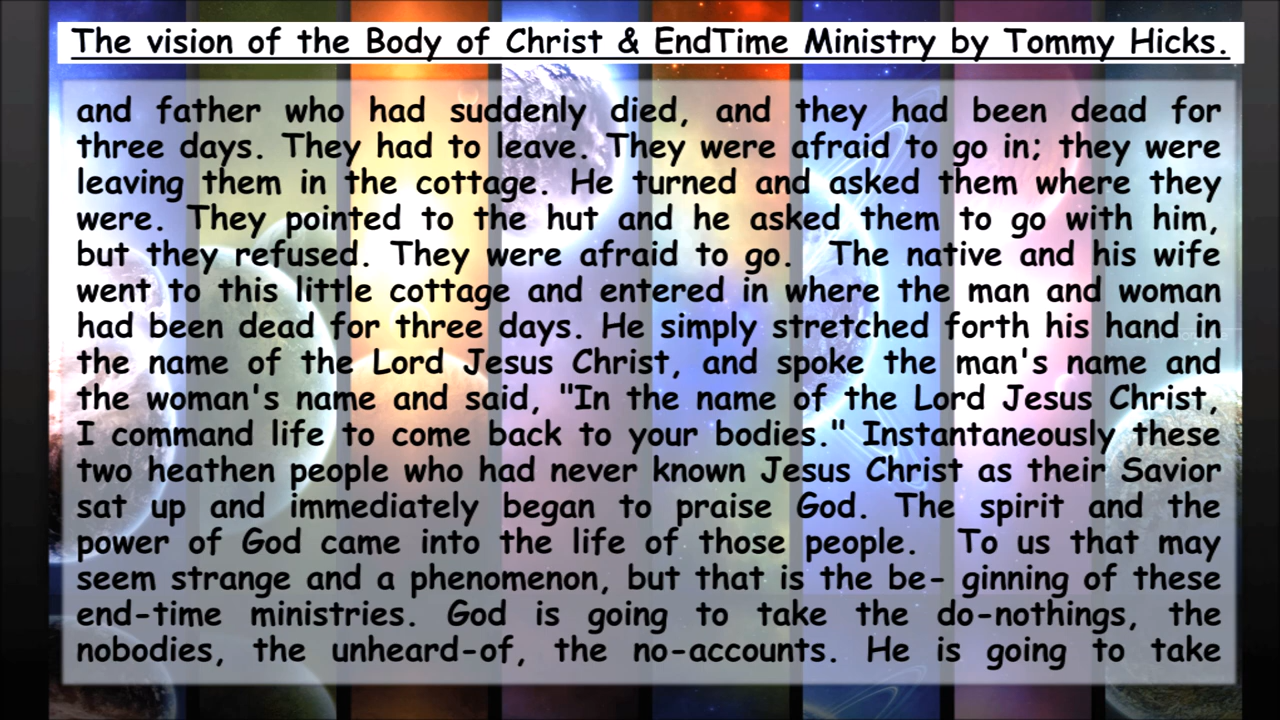 The vision of the Body of Christ & EndTime Ministry by Tommy Hicks.
and father who had suddenly died, and they had been dead for
three days. They had to leave. They were afraid to go in; they were
leaving them in the cottage. He turned and asked them where they
were. They pointed to the hut and he asked them to go with him,
but they refused. They were afraid to go. The native and his wife
went to this little cottage and entered in where the man and woman
had been dead for three days. He simply stretched forth his hand in
the name of the Lord Jesus Christ, and spoke the man's name and
the woman's name and said, "In the name of the Lord Jesus Christ,
I command life to come back to your bodies." Instantaneously these
two heathen people who had never known Jesus Christ as their Savior
sat up and immediately began to praise God. The spirit and the
power of God came into the life of those people. To us that may
seem strange and a phenomenon, but that is the be- ginning of these
end-time ministries. God is going to take the do-nothings, the
nobodies, the unheard-of, the no-accounts. He is going to take